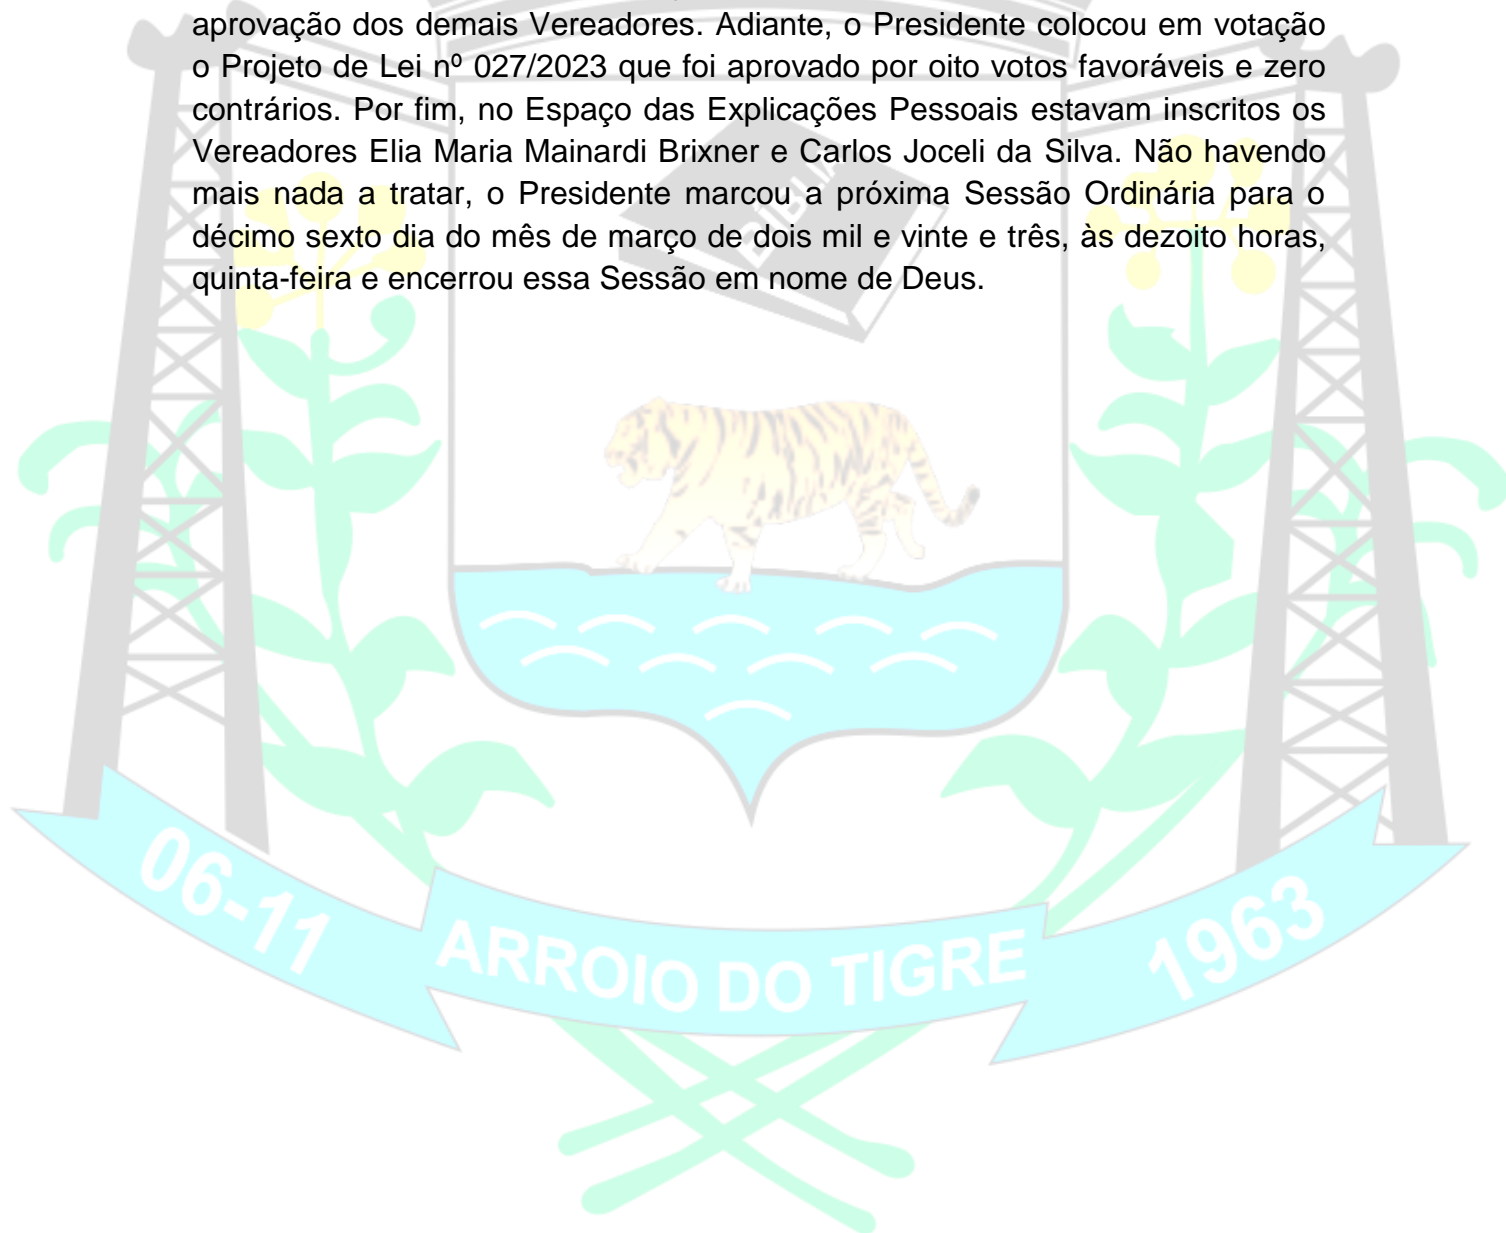 aprovação dos demais Vereadores. Adiante, o Presidente colocou em votação
o Projeto de Lei nº 027/2023 que foi aprovado por oito votos favoráveis e zero
contrários. Por fim, no Espaço das Explicações Pessoais estavam inscritos os
Vereadores Elia Maria Mainardi Brixner e Carlos Joceli da Silva. Não havendo
mais nada a tratar, o Presidente marcou a próxima Sessão Ordinária para o
décimo sexto dia do mês de março de dois mil e vinte e três, às dezoito horas,
quinta-feira e encerrou essa Sessão em nome de Deus.
BÍBLIA
06-11
ARROIO DO TIGRE
1963